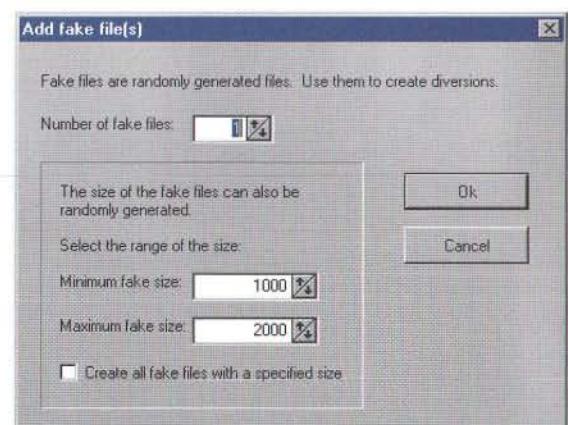 Add fake file(s)
Fake files are randomly generated files. Use them to create diversions.
Number of fake files: 1
The size of the fake files can also be
randomly generated.
Select the range of the size:
Minimum fake size: 1000
Maximum fake size: 2000
Create all fake files with a specified size
Ok
Cancel